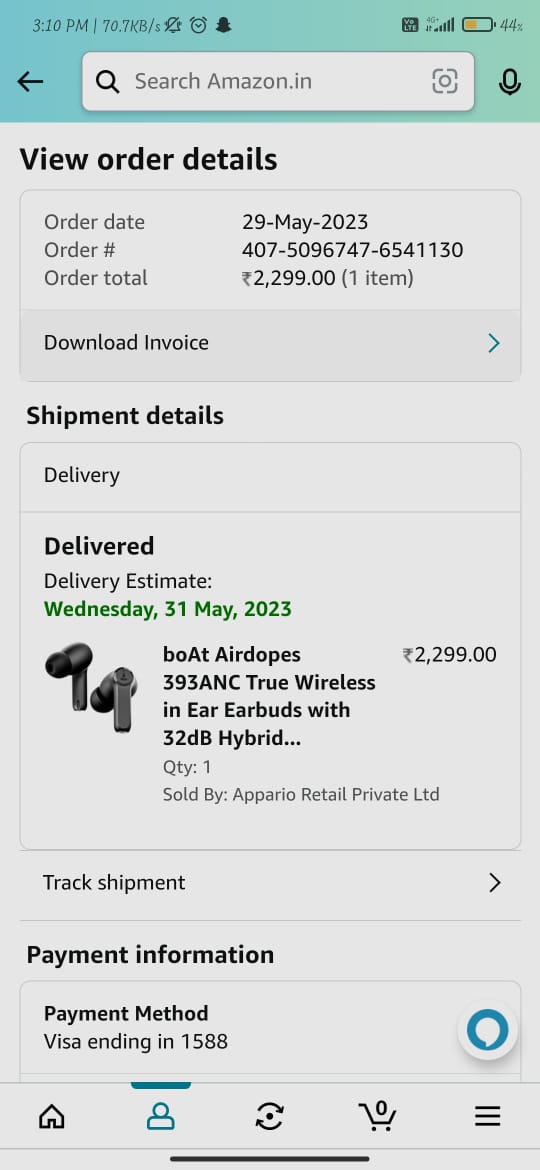 3:10 PM | 70.7KB/s
Vo LTE 4G+ 44%
Search Amazon.in
View order details
Order date 29-May-2023
Order # 407-5096747-6541130
Order total ₹2,299.00 (1 item)
Download Invoice
Shipment details
Delivery
Delivered
Delivery Estimate:
Wednesday, 31 May, 2023
boAt Airdopes ₹2,299.00
393ANC True Wireless
in Ear Earbuds with
32dB Hybrid...
Qty: 1
Sold By: Appario Retail Private Ltd
Track shipment
Payment information
Payment Method
Visa ending in 1588
0